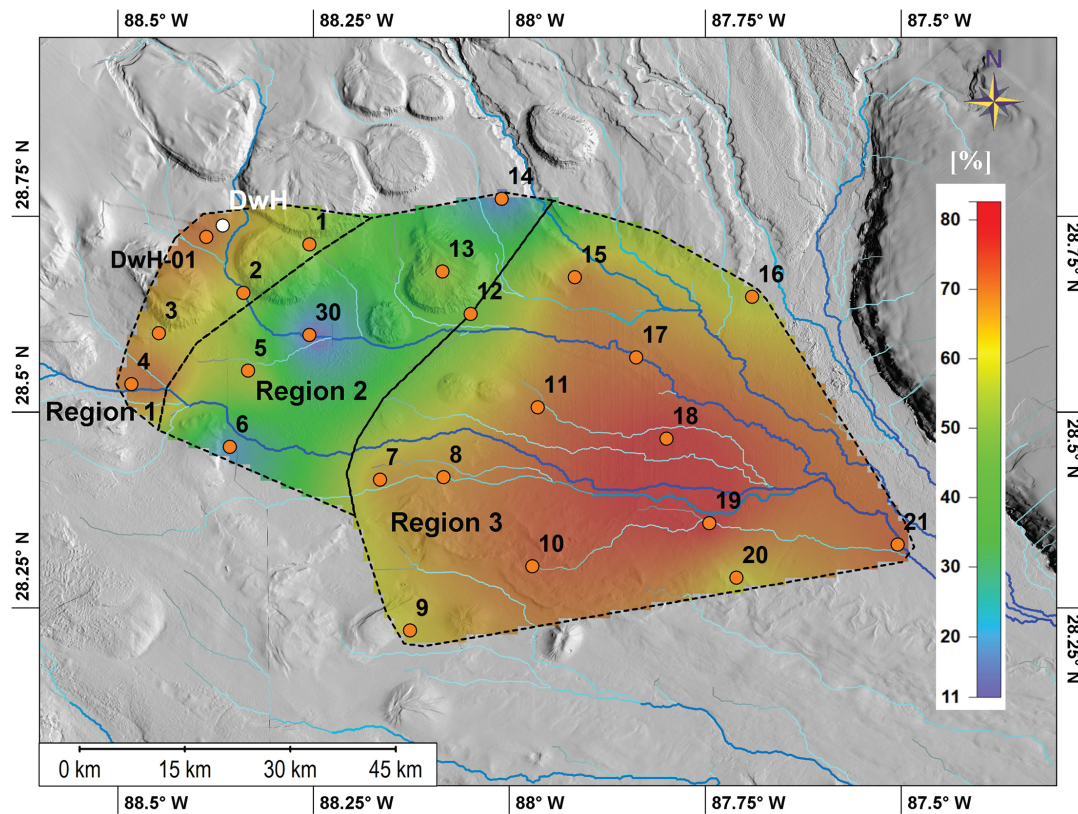 88.5° W 88.25° W 88° W 87.75° W 87.5° W
N
[%]
28.75° N
28.5° N
28.25° N
28.75° N
28.5° N
28.25° N
DwH
DwH-01
1
2
3
4
5
6
7
8
9
10
11
12
13
14
15
16
17
18
19
20
21
30
Region 1
Region 2
Region 3
80
70
60
50
40
30
20
11
0 km 15 km 30 km 45 km
88.5° W 88.25° W 88° W 87.75° W 87.5° W